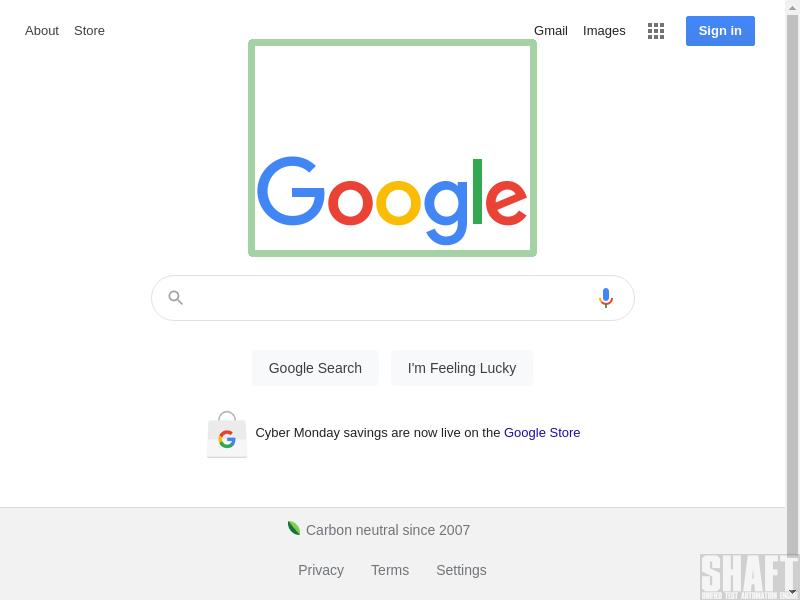 About Store Gmail Images Sign in
Google
Google Search I'm Feeling Lucky
G Cyber Monday savings are now live on the Google Store
Carbon neutral since 2007
Privacy Terms Settings
SHAFT